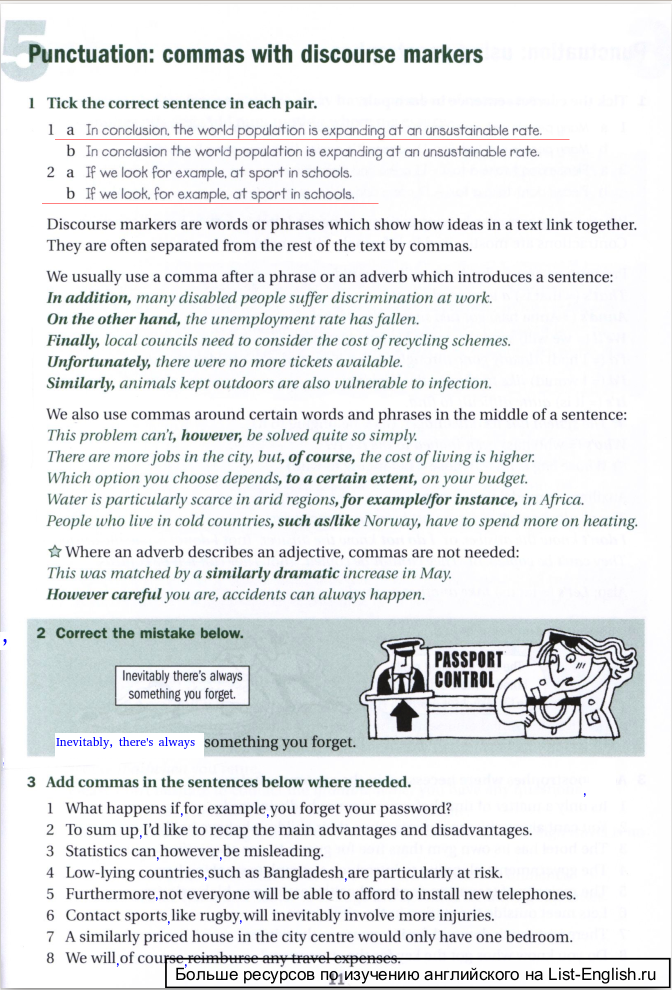 5
Punctuation: commas with discourse markers
1 Tick the correct sentence in each pair.
1 a In conclusion, the world population is expanding at an unsustainable rate.
b In conclusion the world population is expanding at an unsustainable rate.
2 a If we look for example, at sport in schools.
b If we look, for example, at sport in schools.
Discourse markers are words or phrases which show how ideas in a text link together.
They are often separated from the rest of the text by commas.
We usually use a comma after a phrase or an adverb which introduces a sentence:
In addition, many disabled people suffer discrimination at work.
On the other hand, the unemployment rate has fallen.
Finally, local councils need to consider the cost of recycling schemes.
Unfortunately, there were no more tickets available.
Similarly, animals kept outdoors are also vulnerable to infection.
We also use commas around certain words and phrases in the middle of a sentence:
This problem can't, however, be solved quite so simply.
There are more jobs in the city, but, of course, the cost of living is higher.
Which option you choose depends, to a certain extent, on your budget.
Water is particularly scarce in arid regions, for example/for instance, in Africa.
People who live in cold countries, such as/like Norway, have to spend more on heating.
☆ Where an adverb describes an adjective, commas are not needed:
This was matched by a similarly dramatic increase in May.
However careful you are, accidents can always happen.
,
2 Correct the mistake below.
Inevitably there's always
something you forget.
PASSPORT
CONTROL
Inevitably, there's always something you forget.
3 Add commas in the sentences below where needed.
,
1 What happens if,for example,you forget your password?
2 To sum up,I'd like to recap the main advantages and disadvantages.
3 Statistics can,however,be misleading.
4 Low-lying countries,such as Bangladesh,are particularly at risk.
5 Furthermore,not everyone will be able to afford to install new telephones.
6 Contact sports,like rugby,will inevitably involve more injuries.
7 A similarly priced house in the city centre would only have one bedroom.
8 We will,of course,reimburse any travel expenses.
Больше ресурсов по изучению английского на List-English.ru
11